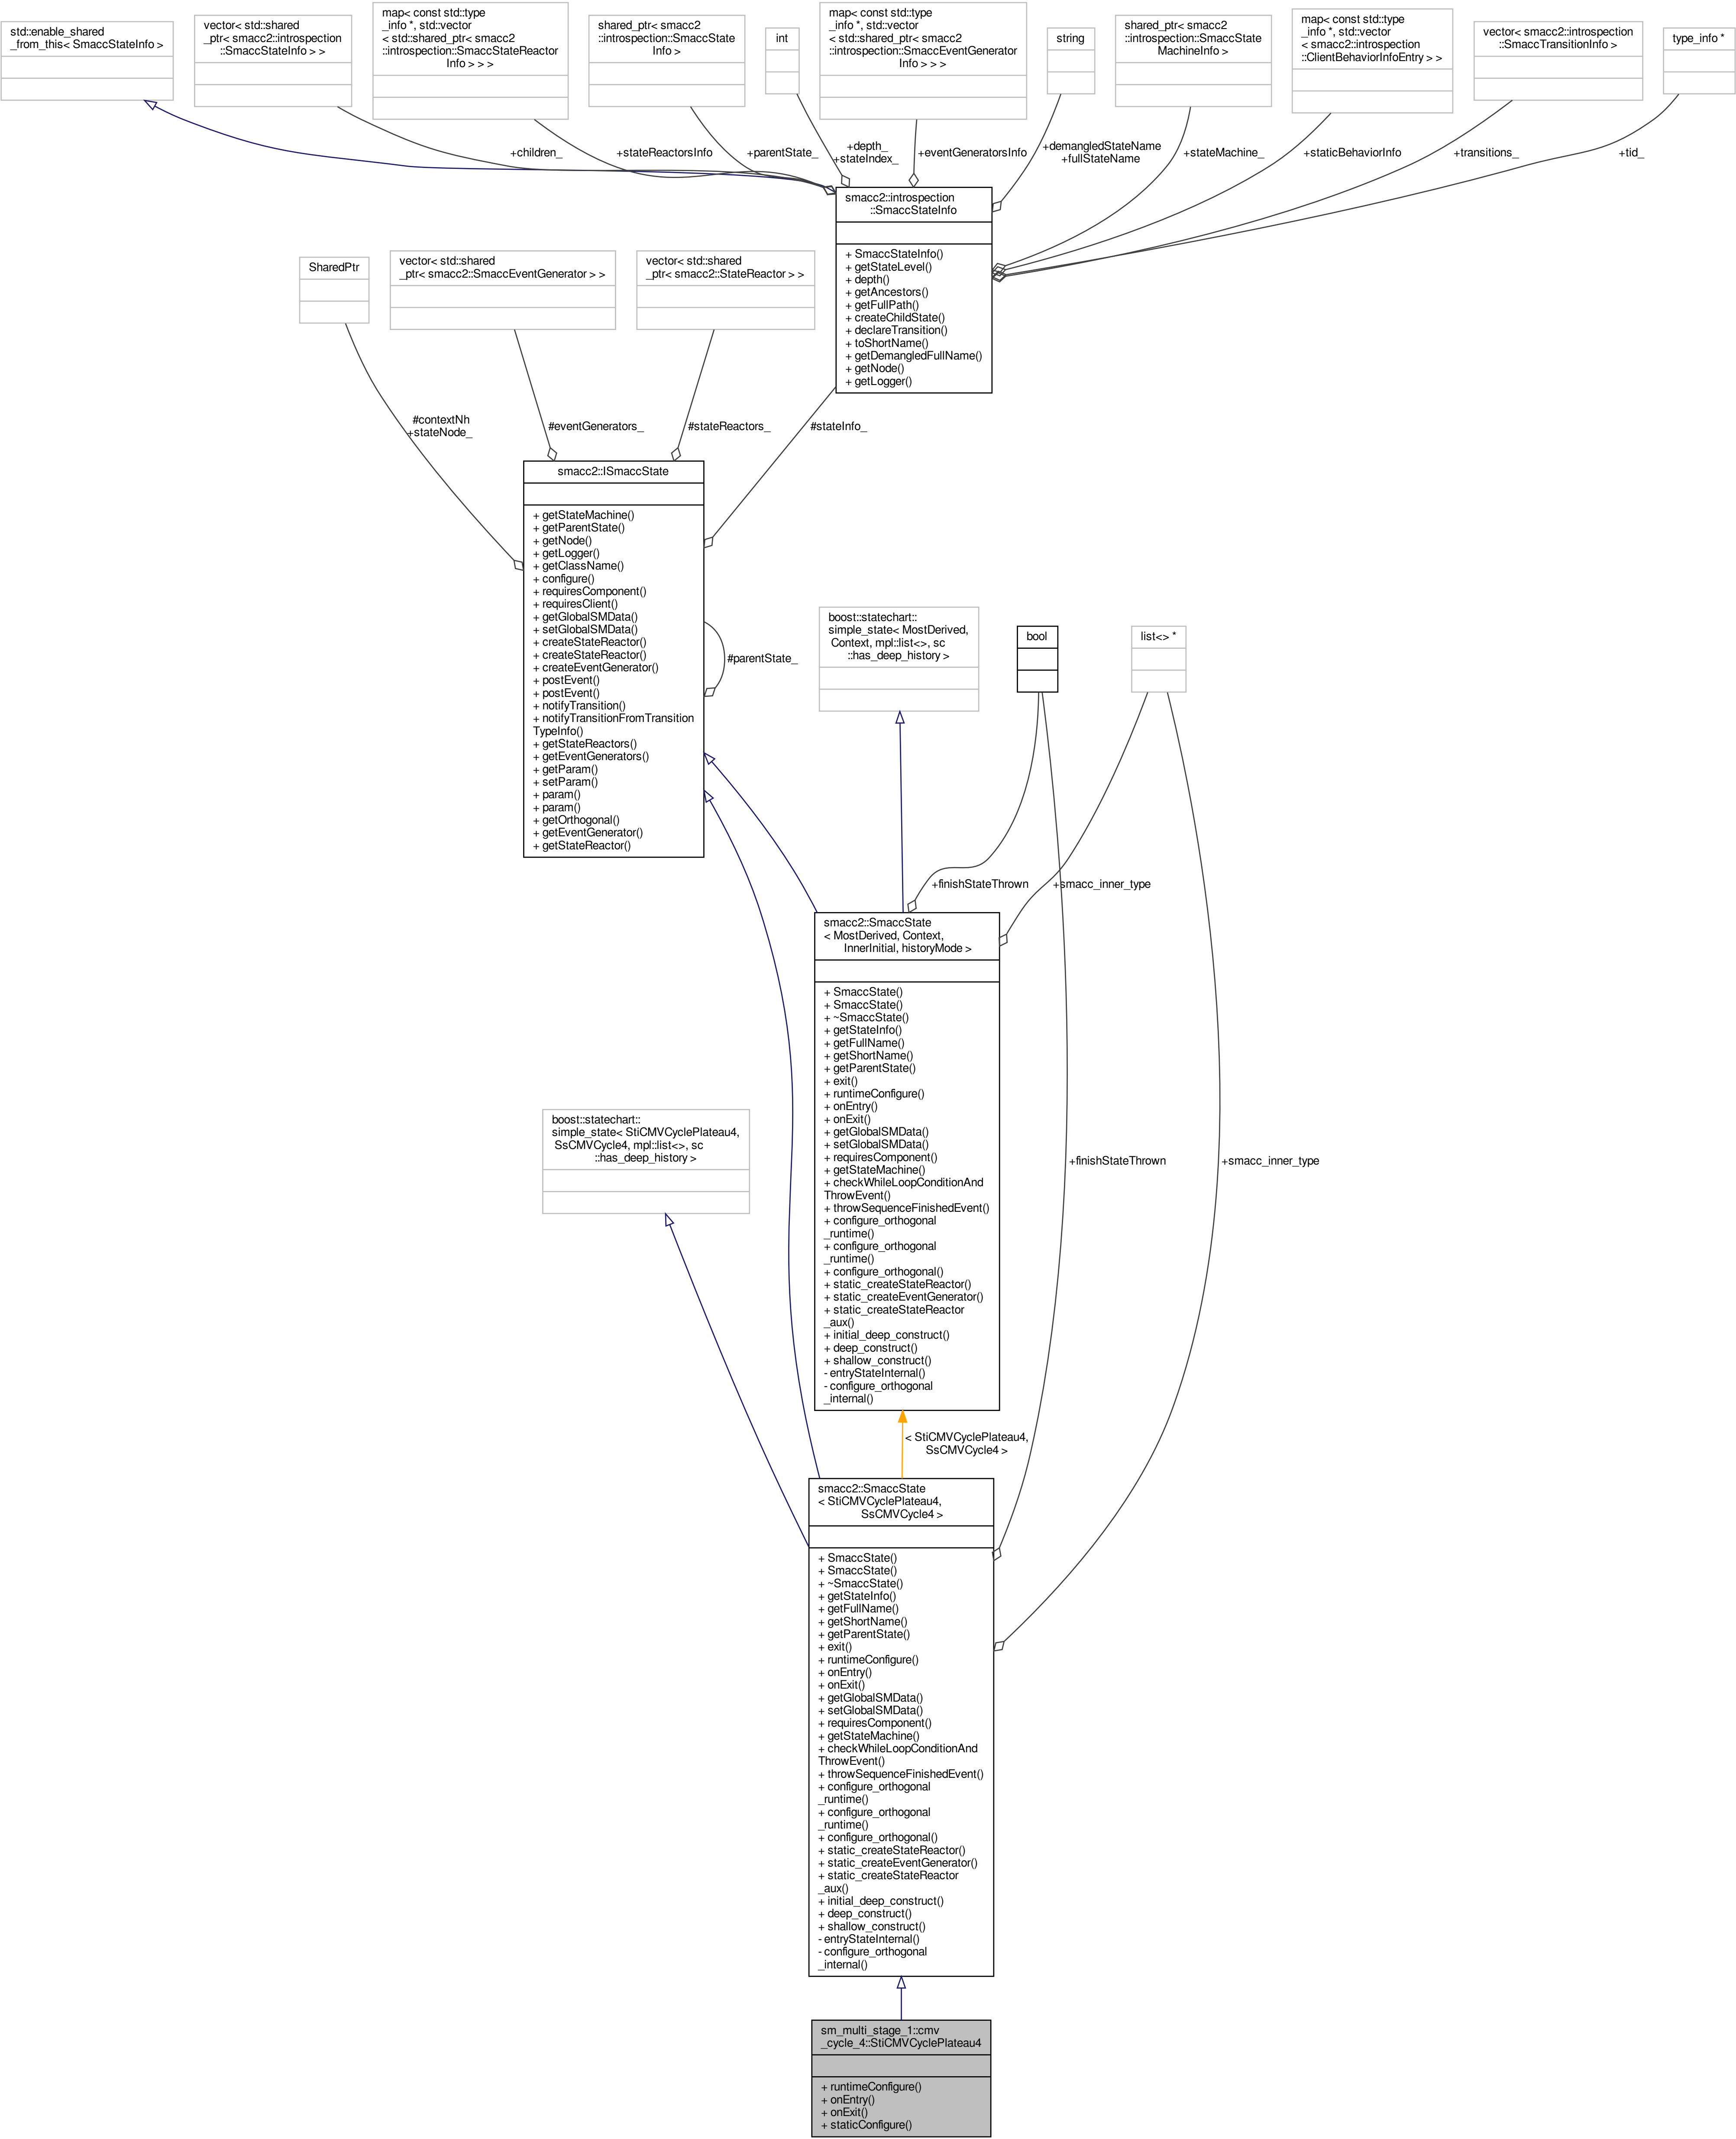 std::enable_shared
_from_this< SmaccStateInfo >
vector< std::shared
_ptr< smacc2::introspection
::SmaccStateInfo > >
map< const std::type
_info *, std::vector
< std::shared_ptr< smacc2
::introspection::SmaccStateReactor
Info > > >
shared_ptr< smacc2
::introspection::SmaccState
Info >
int
map< const std::type
_info *, std::vector
< std::shared_ptr< smacc2
::introspection::SmaccEventGenerator
Info > > >
string
shared_ptr< smacc2
::introspection::SmaccState
MachineInfo >
map< const std::type
_info *, std::vector
< smacc2::introspection
::ClientBehaviorInfoEntry > >
vector< smacc2::introspection
::SmaccTransitionInfo >
type_info *
+children_
+stateReactorsInfo
+parentState_
+depth_
+stateIndex_
+eventGeneratorsInfo
+demangledStateName
+fullStateName
+stateMachine_
+staticBehaviorInfo
+transitions_
+tid_
smacc2::introspection
::SmaccStateInfo
+ SmaccStateInfo()
+ getStateLevel()
+ depth()
+ getAncestors()
+ getFullPath()
+ createChildState()
+ declareTransition()
+ toShortName()
+ getDemangledFullName()
+ getNode()
+ getLogger()
SharedPtr
vector< std::shared
_ptr< smacc2::SmaccEventGenerator > >
vector< std::shared
_ptr< smacc2::StateReactor > >
#contextNh
+stateNode_
#eventGenerators_
#stateReactors_
#stateInfo_
smacc2::ISmaccState
+ getStateMachine()
+ getParentState()
+ getNode()
+ getLogger()
+ getClassName()
+ configure()
+ requiresComponent()
+ requiresClient()
+ getGlobalSMData()
+ setGlobalSMData()
+ createStateReactor()
+ createStateReactor()
+ createEventGenerator()
+ postEvent()
+ postEvent()
+ notifyTransition()
+ notifyTransitionFromTransition
TypeInfo()
+ getStateReactors()
+ getEventGenerators()
+ getParam()
+ setParam()
+ param()
+ param()
+ getOrthogonal()
+ getEventGenerator()
+ getStateReactor()
#parentState_
boost::statechart::
simple_state< MostDerived,
Context, mpl::list<>, sc
::has_deep_history >
bool
list<> *
+finishStateThrown
+smacc_inner_type
smacc2::SmaccState
< MostDerived, Context,
InnerInitial, historyMode >
+ SmaccState()
+ SmaccState()
+ ~SmaccState()
+ getStateInfo()
+ getFullName()
+ getShortName()
+ getParentState()
+ exit()
+ runtimeConfigure()
+ onEntry()
+ onExit()
+ getGlobalSMData()
+ setGlobalSMData()
+ requiresComponent()
+ getStateMachine()
+ checkWhileLoopConditionAnd
ThrowEvent()
+ throwSequenceFinishedEvent()
+ configure_orthogonal
_runtime()
+ configure_orthogonal
_runtime()
+ configure_orthogonal()
+ static_createStateReactor()
+ static_createEventGenerator()
+ static_createStateReactor
_aux()
+ initial_deep_construct()
+ deep_construct()
+ shallow_construct()
- entryStateInternal()
- configure_orthogonal
_internal()
boost::statechart::
simple_state< StiCMVCyclePlateau4,
SsCMVCycle4, mpl::list<>, sc
::has_deep_history >
+finishStateThrown
+smacc_inner_type
< StiCMVCyclePlateau4,
SsCMVCycle4 >
smacc2::SmaccState
< StiCMVCyclePlateau4,
SsCMVCycle4 >
+ SmaccState()
+ SmaccState()
+ ~SmaccState()
+ getStateInfo()
+ getFullName()
+ getShortName()
+ getParentState()
+ exit()
+ runtimeConfigure()
+ onEntry()
+ onExit()
+ getGlobalSMData()
+ setGlobalSMData()
+ requiresComponent()
+ getStateMachine()
+ checkWhileLoopConditionAnd
ThrowEvent()
+ throwSequenceFinishedEvent()
+ configure_orthogonal
_runtime()
+ configure_orthogonal
_runtime()
+ configure_orthogonal()
+ static_createStateReactor()
+ static_createEventGenerator()
+ static_createStateReactor
_aux()
+ initial_deep_construct()
+ deep_construct()
+ shallow_construct()
- entryStateInternal()
- configure_orthogonal
_internal()
sm_multi_stage_1::cmv
_cycle_4::StiCMVCyclePlateau4
+ runtimeConfigure()
+ onEntry()
+ onExit()
+ staticConfigure()